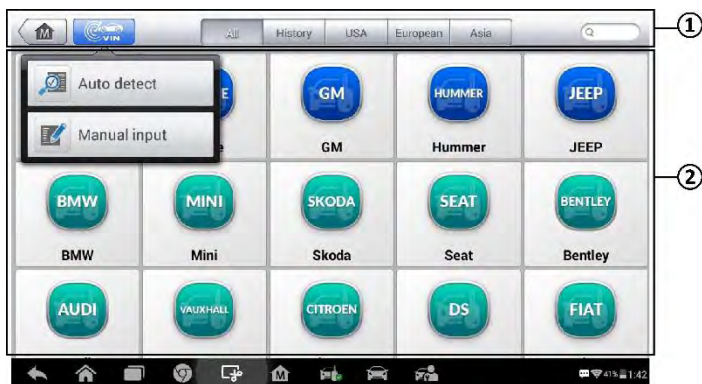 M VIN All History USA European Asia
①
Auto detect
Manual input
E GM HUMMER JEEP
e GM Hummer JEEP
②
BMW MINI SKODA SEAT BENTLEY
BMW Mini Skoda Seat Bentley
AUDI VAUXHALL CITROEN DS FIAT
M 41% 1:42